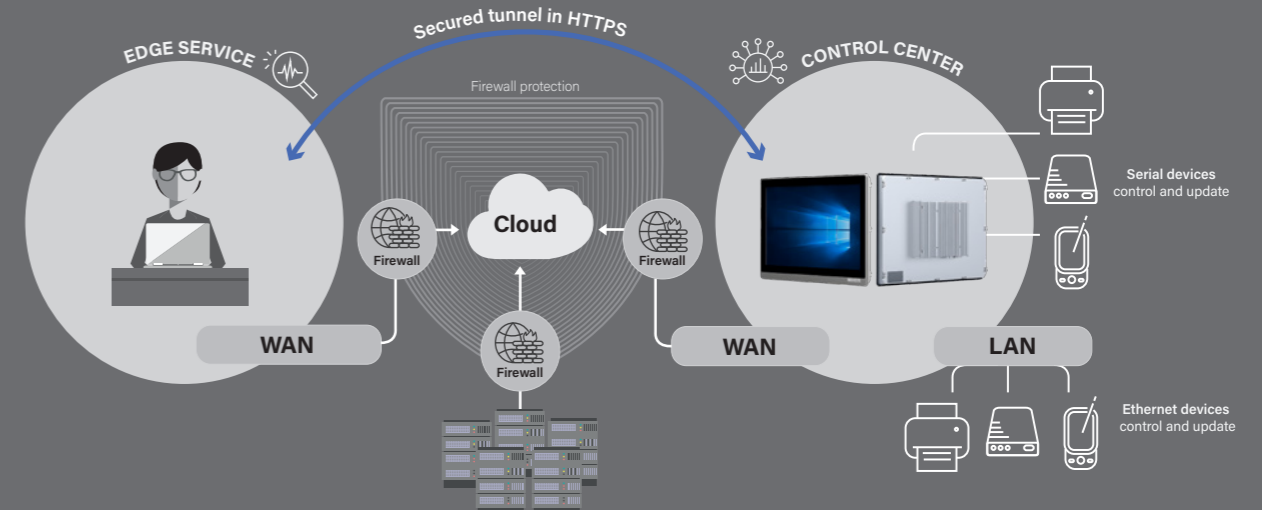 Secured tunnel in HTTPS
EDGE SERVICE
CONTROL CENTER
Firewall protection
Cloud
Firewall
Firewall
Firewall
WAN
WAN
LAN
Serial devices
control and update
Ethernet devices
control and update